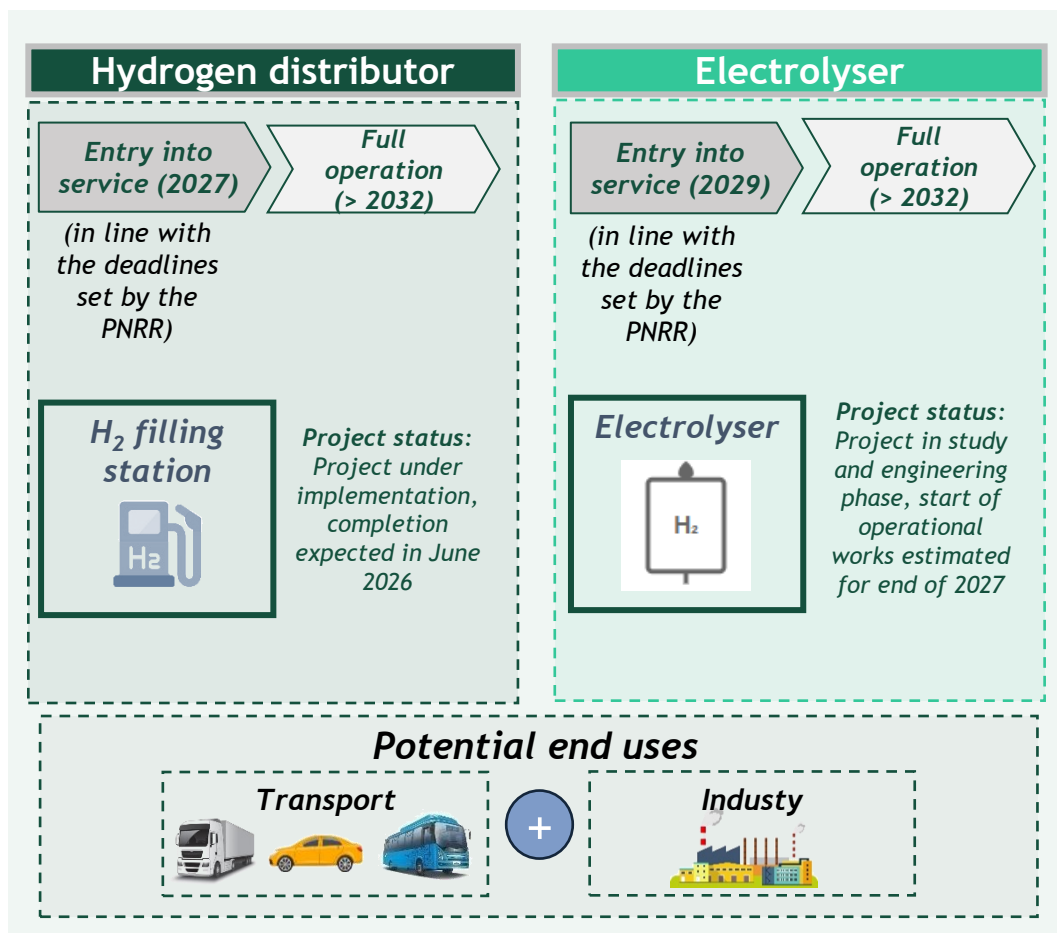 Hydrogen distributor
Entry into
service (2027)
Full
operation
(> 2032)
(in line with
the deadlines
set by the
PNRR)
H₂ filling
station
H2
Project status:
Project under
implementation,
completion
expected in June
2026
Electrolyser
Entry into
service (2029)
Full
operation
(> 2032)
(in line with
the deadlines
set by the
PNRR)
Electrolyser
H₂
Project status:
Project in study
and engineering
phase, start of
operational
works estimated
for end of 2027
Potential end uses
Transport
+
Industy